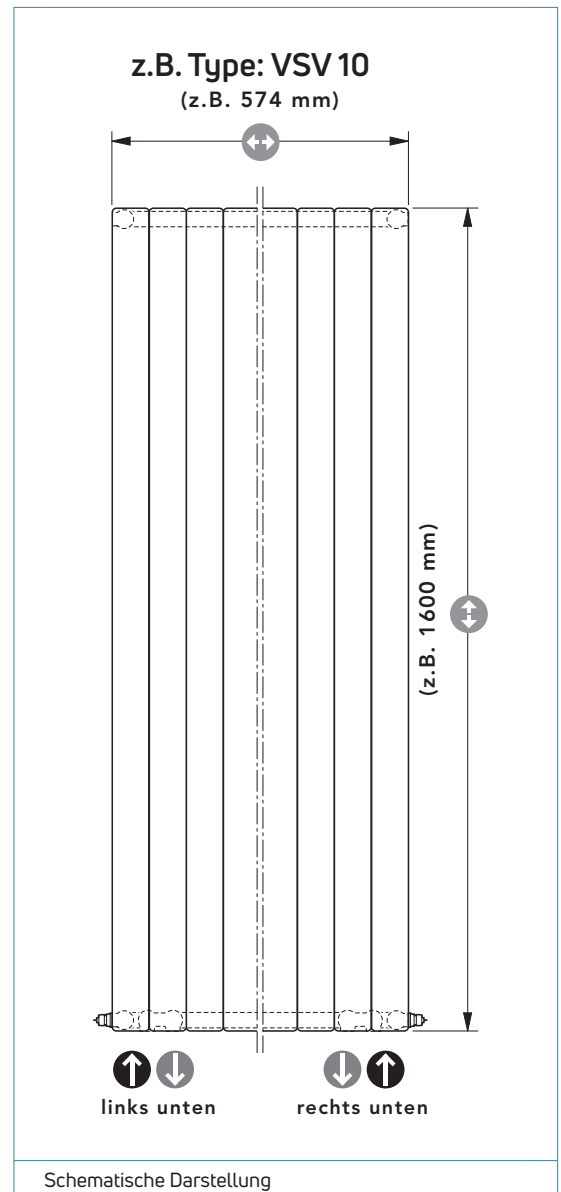 z.B. Type: VSV 10
(z.B. 574 mm)
(z.B. 1600 mm)
links unten
rechts unten
Schematische Darstellung